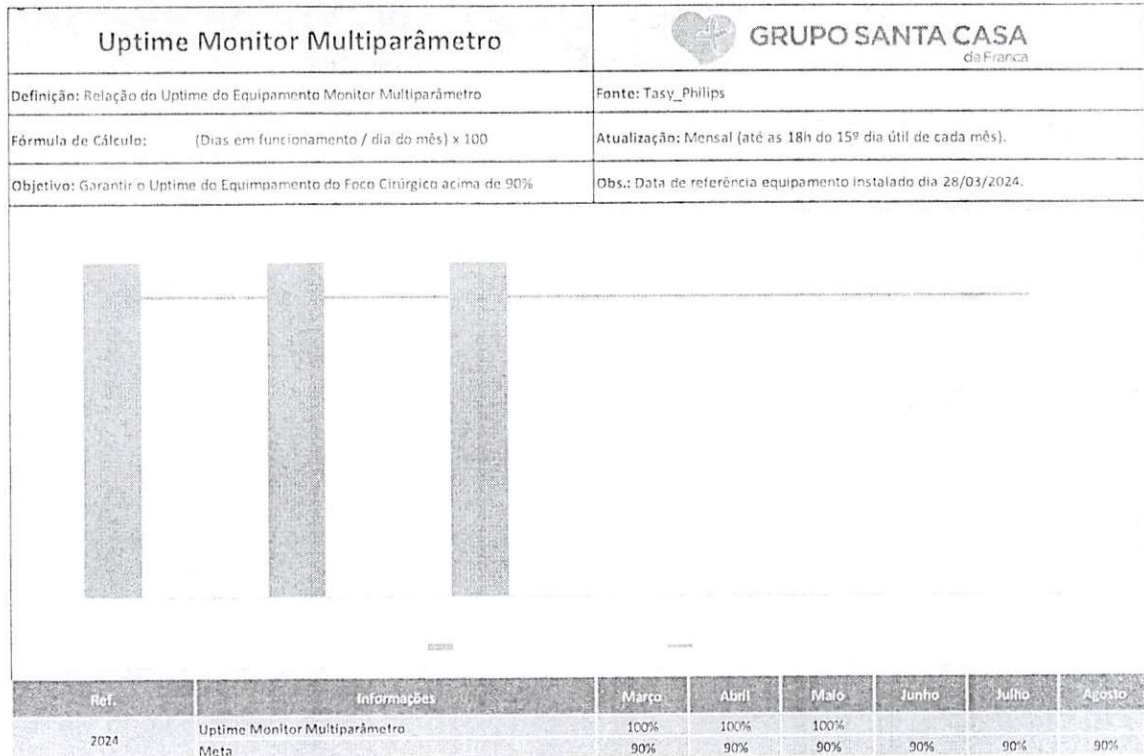 Uptime Monitor Multiparâmetro
GRUPO SANTA CASA
de Franca
Definição: Relação do Uptime do Equipamento Monitor Multiparâmetro
Fonte: Tasy_Philips
Fórmula de Cálculo: (Dias em funcionamento / dia do mês) x 100
Atualização: Mensal (até as 18h do 15º dia útil de cada mês).
Objetivo: Garantir o Uptime do Equimpamento do Foco Cirúrgico acima de 90%
Obs.: Data de referência equipamento instalado dia 28/03/2024.
Ref. Informações Março Abril Maio Junho Julho Agosto
2024
Uptime Monitor Multiparâmetro 100% 100% 100%
Meta 90% 90% 90% 90% 90% 90%